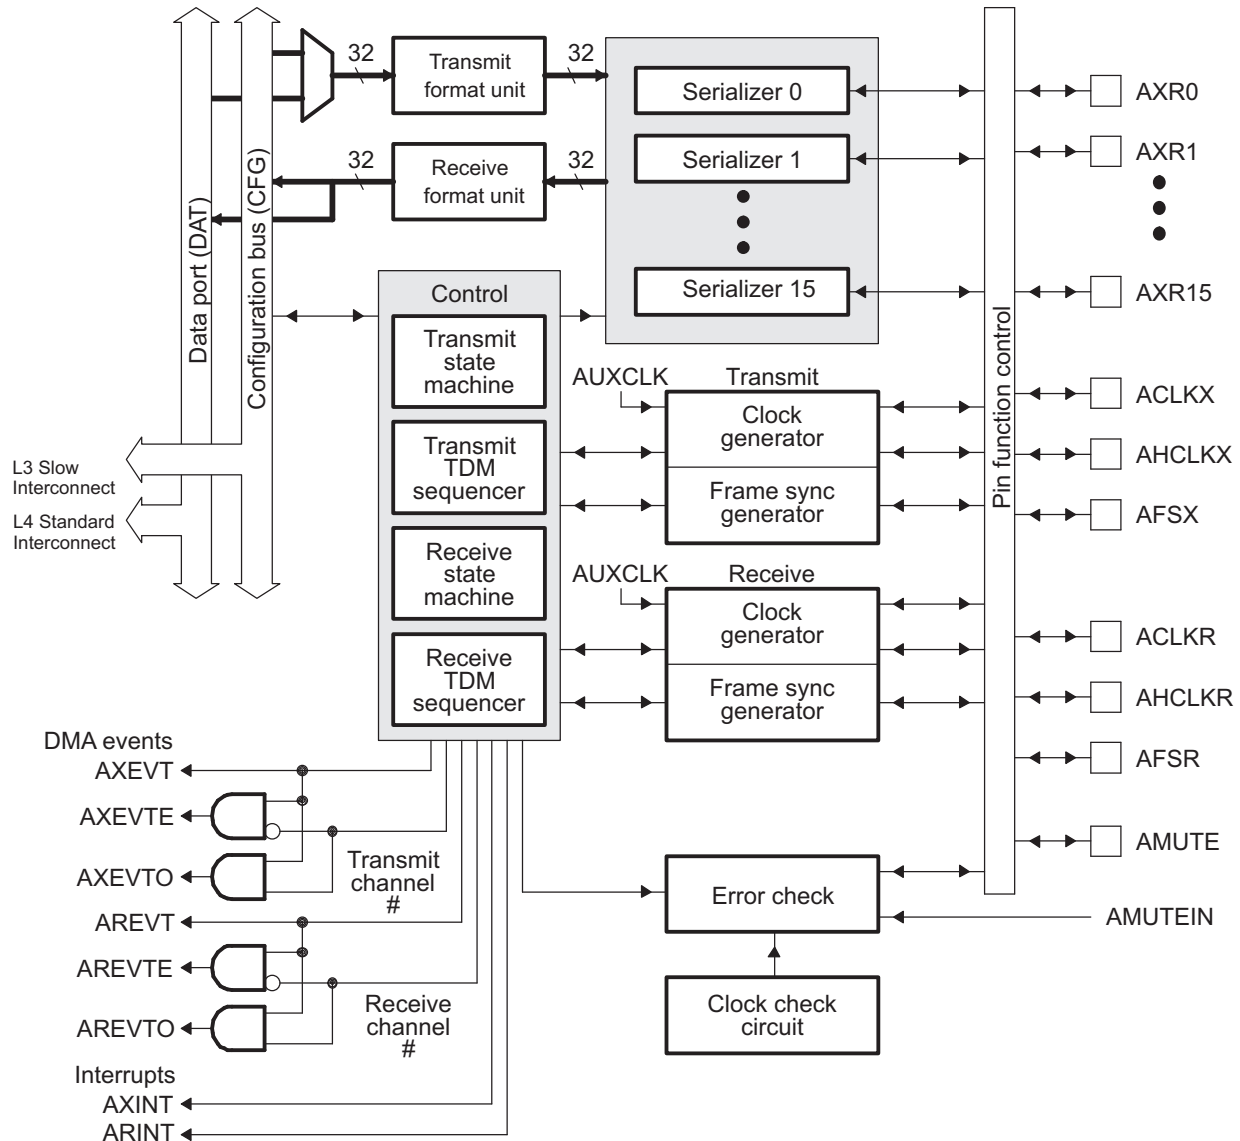 32
Transmit
format unit
32
Serializer 0
AXR0
32
Receive
format unit
32
Serializer 1
AXR1
Serializer 15
AXR15
Data port (DAT)
Configuration bus (CFG)
Pin function control
Control
Transmit
state
machine
Transmit
TDM
sequencer
Receive
state
machine
Receive
TDM
sequencer
AUXCLK
Transmit
Clock
generator
Frame sync
generator
ACLKX
AHCLKX
AFSX
L3 Slow
Interconnect
L4 Standard
Interconnect
AUXCLK
Receive
Clock
generator
Frame sync
generator
ACLKR
AHCLKR
AFSR
DMA events
AXEVT
AXEVTE
AXEVTO
Transmit
channel
#
AREVT
AREVTE
AREVTO
Receive
channel
#
Interrupts
AXINT
ARINT
Error check
AMUTE
AMUTEIN
Clock check
circuit